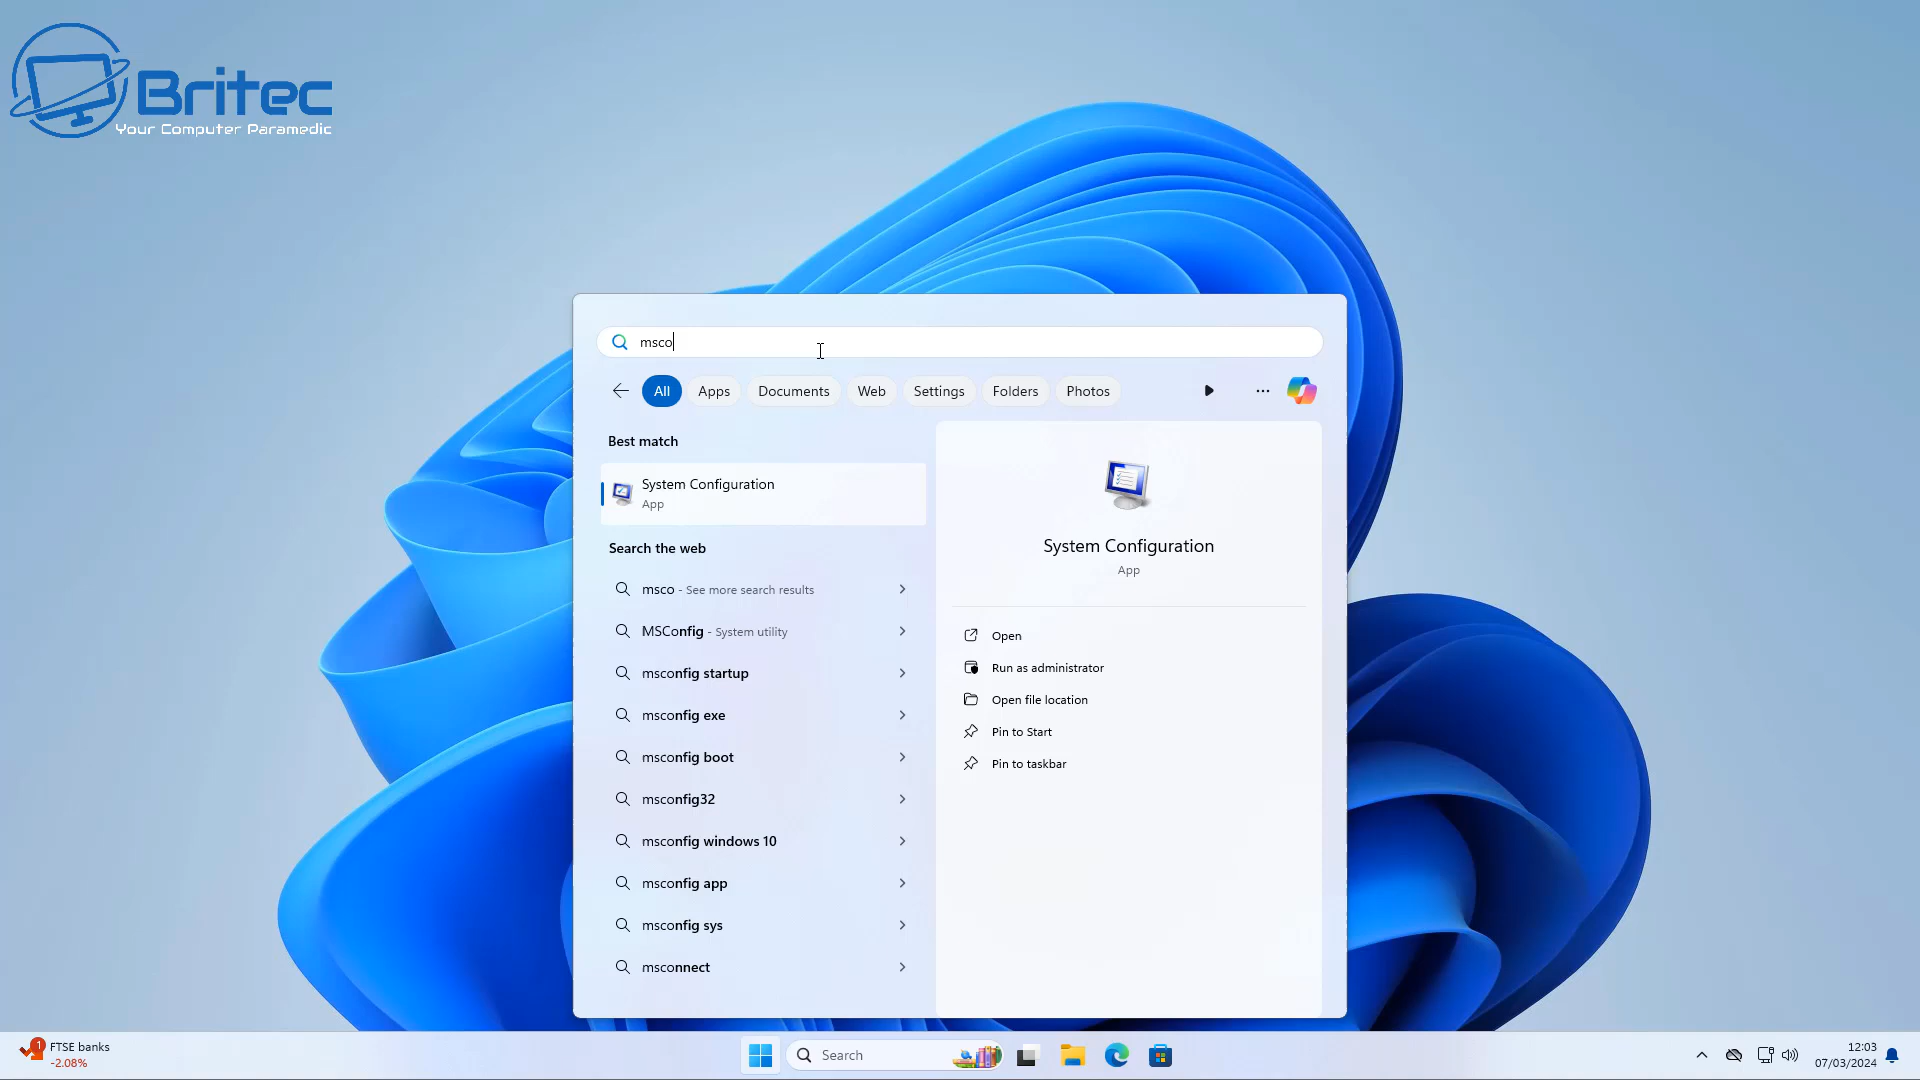 Britec
Your Computer Paramedic
msco
All
Apps
Documents
Web
Settings
Folders
Photos
Best match
System Configuration
App
Search the web
msco - See more search results
MSConfig - System utility
msconfig startup
msconfig exe
msconfig boot
msconfig32
msconfig windows 10
msconfig app
msconfig sys
msconnect
System Configuration
App
Open
Run as administrator
Open file location
Pin to Start
Pin to taskbar
1
FTSE banks
-2.08%
Search
12:03
07/03/2024